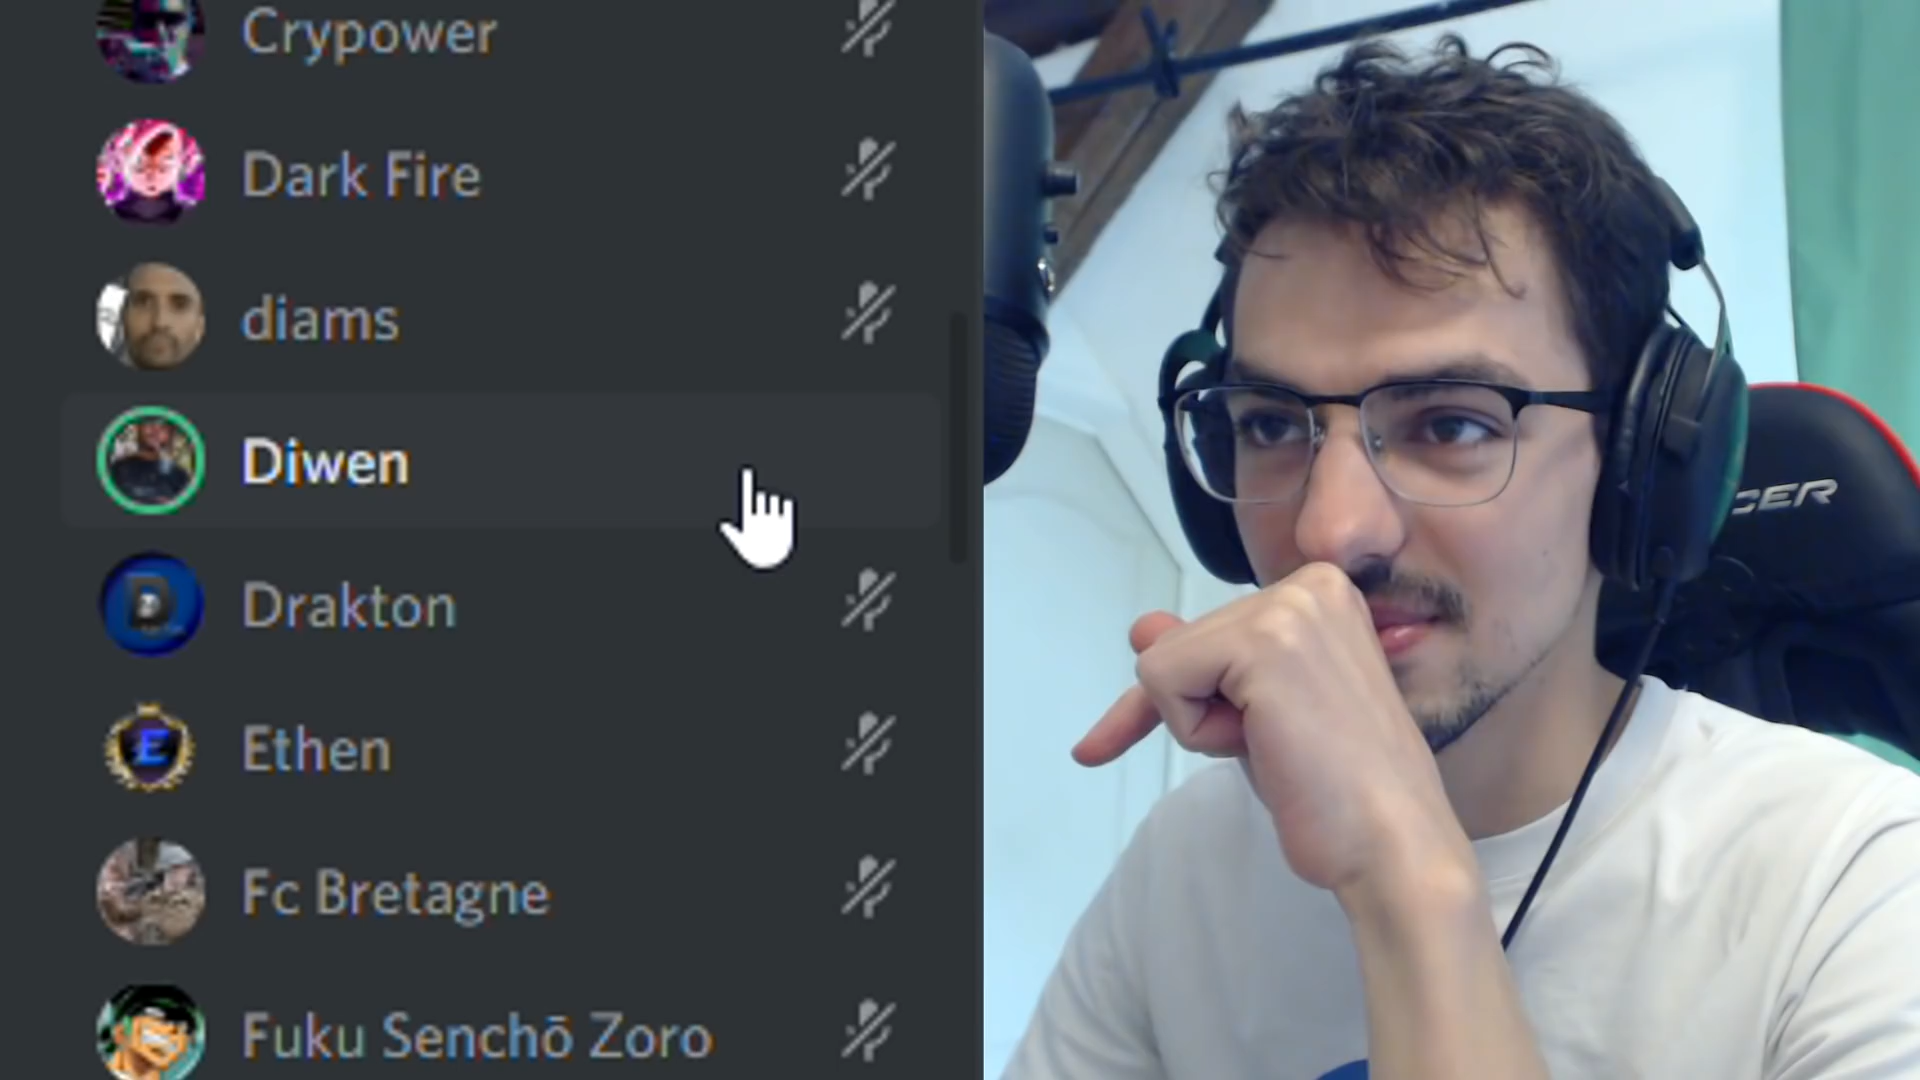 Crypower
Dark Fire
diams
Diwen
Drakton
Ethen
Fc Bretagne
Fuku Senchō Zoro
CER